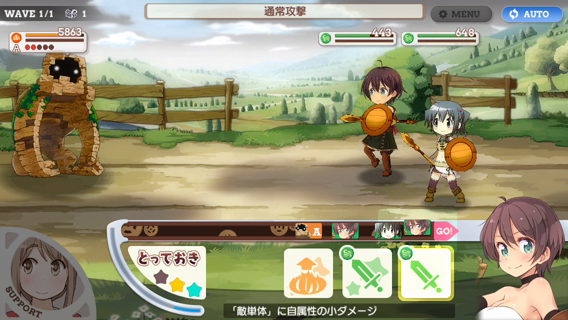 WAVE 1/1 1
通常攻撃
MENU
AUTO
5863
A
443
648
A
GO!
とっておき
SUPPORT
「敵単体」に自属性の小ダメージ